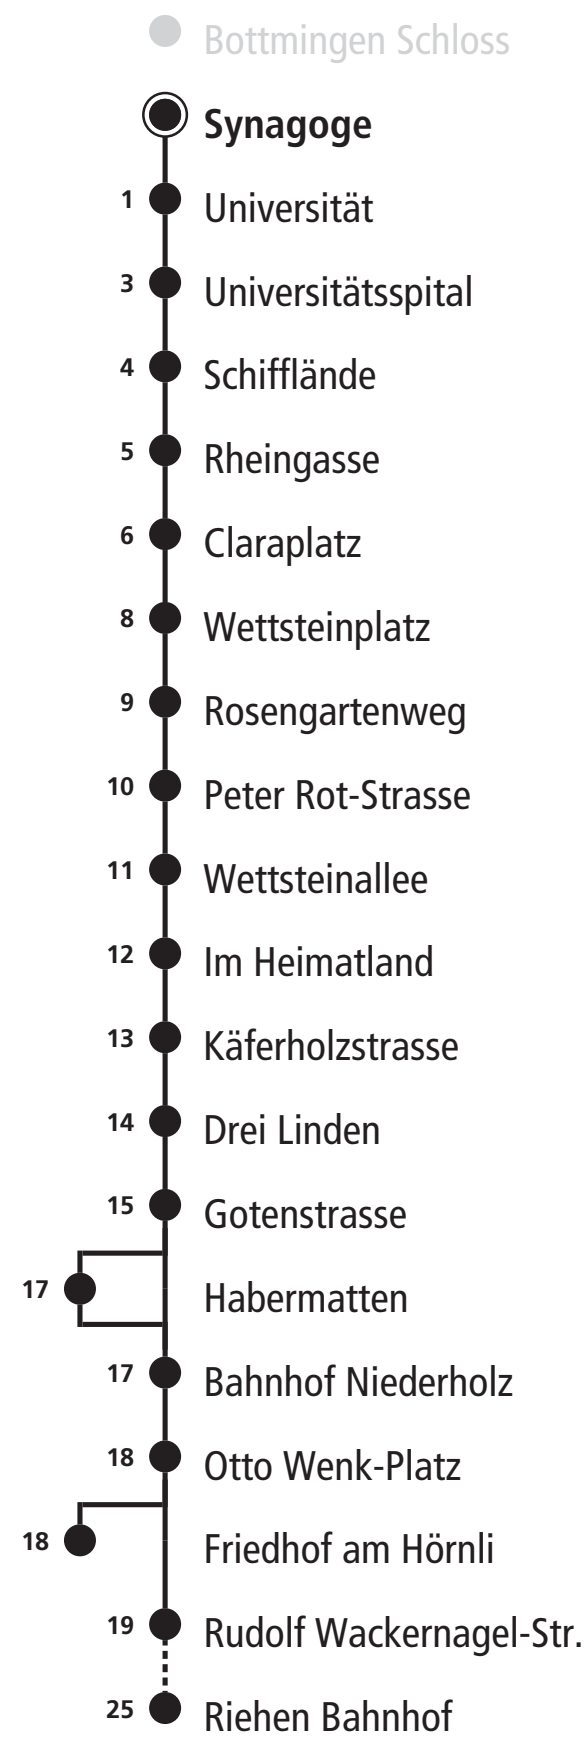 Bottmingen Schloss
Synagoge
1 Universität
3 Universitätsspital
4 Schifflände
5 Rheingasse
6 Claraplatz
8 Wettsteinplatz
9 Rosengartenweg
10 Peter Rot-Strasse
11 Wettsteinallee
12 Im Heimatland
13 Käferholzstrasse
14 Drei Linden
15 Gotenstrasse
17 Habermatten
17 Bahnhof Niederholz
18 Otto Wenk-Platz
18 Friedhof am Hörnli
19 Rudolf Wackernagel-Str.
25 Riehen Bahnhof